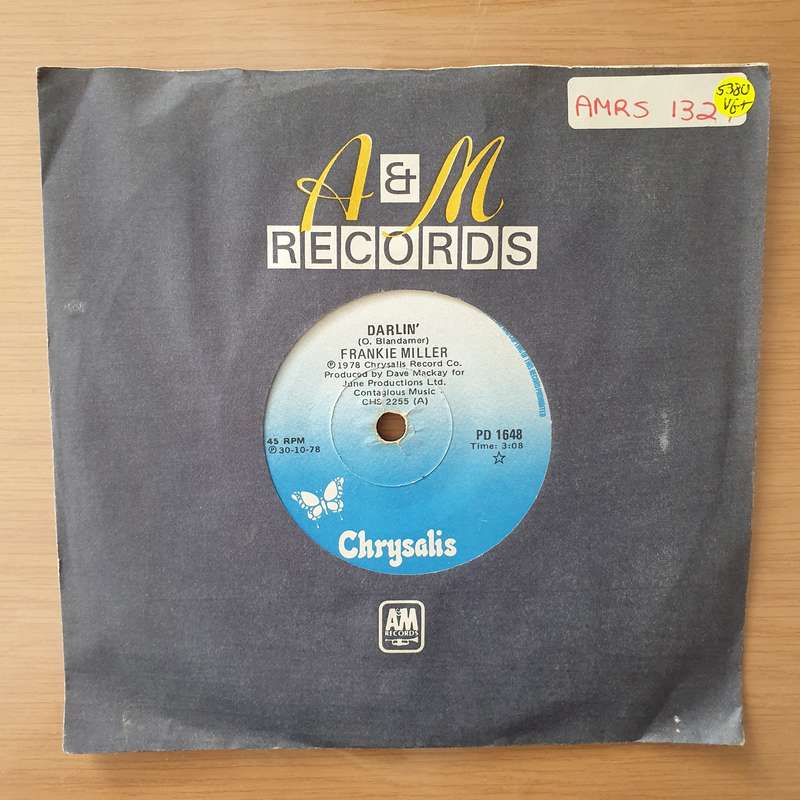 AMRS 132
5380
VG+
A & M
RECORDS
DARLIN'
(O. Blandamer)
FRANKIE MILLER
℗ 1978 Chrysalis Record Co.
Produced by Dave Mackay for
June Productions Ltd.
Contagious Music
CHS 2255 (A)
45 RPM
℗ 30-10-78
PD 1648
Time: 3:08
☆
Chrysalis
A&M
RECORDS